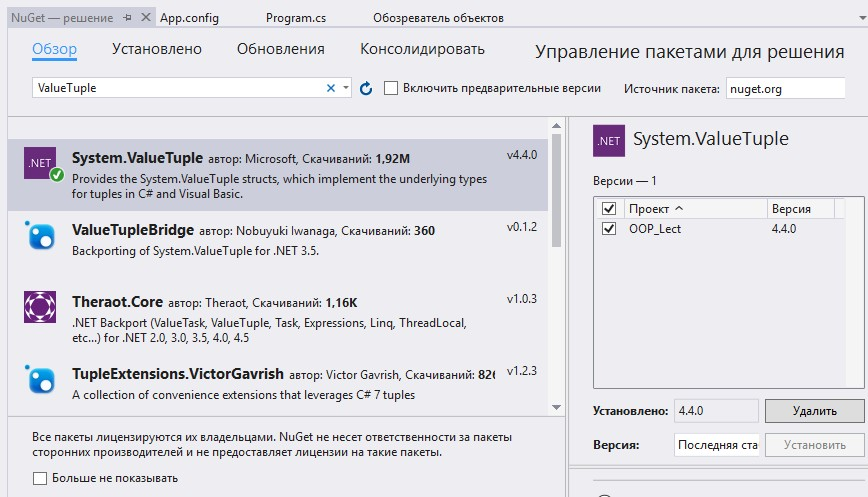 NuGet — решение
App.config
Program.cs
Обозреватель объектов
Обзор
Установлено
Обновления
Консолидировать
Управление пакетами для решения
ValueTuple
Включить предварительные версии
Источник пакета:
nuget.org
.NET
System.ValueTuple автор: Microsoft, Скачиваний: 1,92M
v4.4.0
Provides the System.ValueTuple structs, which implement the underlying types
for tuples in C# and Visual Basic.
ValueTupleBridge автор: Nobuyuki Iwanaga, Скачиваний: 360
v0.1.2
Backporting of System.ValueTuple for .NET 3.5.
Theraot.Core автор: Theraot, Скачиваний: 1,16K
v1.0.3
.NET Backport (ValueTask, ValueTuple, Task, Expressions, Linq, ThreadLocal,
etc...) for .NET 2.0, 3.0, 3.5, 4.0, 4.5
TupleExtensions.VictorGavrish автор: Victor Gavrish, Скачиваний: 826
v1.2.3
A collection of convenience extensions that leverages C# 7 tuples
Все пакеты лицензируются их владельцами. NuGet не несет ответственности за пакеты
сторонних производителей и не предоставляет лицензии на такие пакеты.
Больше не показывать
.NET
System.ValueTuple
Версии — 1
Проект
Версия
OOP_Lect
4.4.0
Установлено:
4.4.0
Удалить
Версия:
Последняя ста
Установить